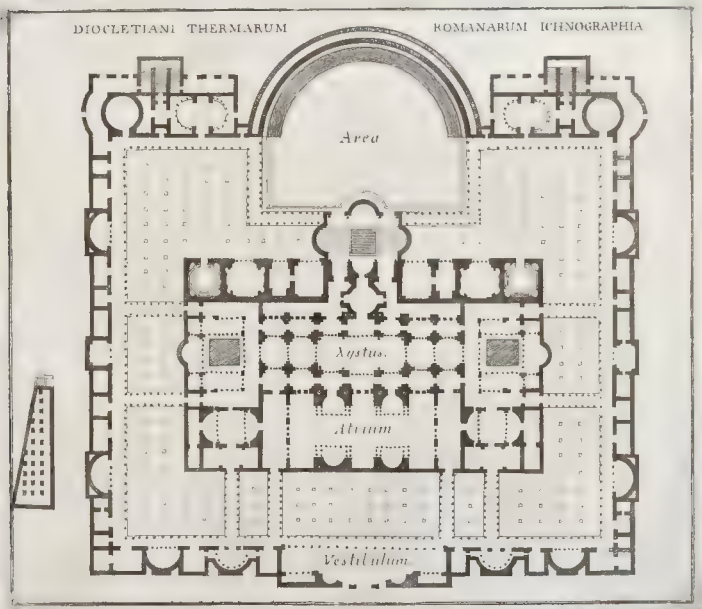 DIOCLETIANI THERMARUM ROMANARUM ICHNOGRAPHIA
Area
Xystus.
Atrium
Vestibulum